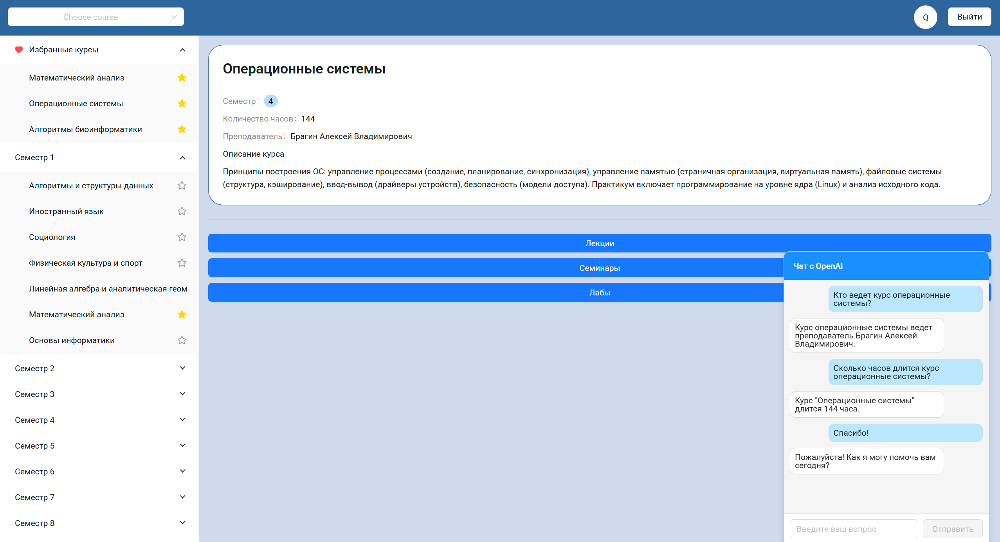 Choose course
Q
Выйти
Избранные курсы
Математический анализ
Операционные системы
Алгоритмы биоинформатики
Семестр 1
Алгоритмы и структуры данных
Иностранный язык
Социология
Физическая культура и спорт
Линейная алгебра и аналитическая геом
Математический анализ
Основы информатики
Семестр 2
Семестр 3
Семестр 4
Семестр 5
Семестр 6
Семестр 7
Семестр 8
Операционные системы
Семестр: 4
Количество часов: 144
Преподаватель: Брагин Алексей Владимирович
Описание курса
Принципы построения ОС: управление процессами (создание, планирование, синхронизация), управление памятью (страничная организация, виртуальная память), файловые системы
(структура, кэширование), ввод-вывод (драйверы устройств), безопасность (модели доступа). Практикум включает программирование на уровне ядра (Linux) и анализ исходного кода.
Лекции
Семинары
Лабы
Чат с OpenAI
Кто ведет курс операционные
системы?
Курс операционные системы ведет
преподаватель Брагин Алексей
Владимирович.
Сколько часов длится курс
операционные системы?
Курс "Операционные системы"
длится 144 часа.
Спасибо!
Пожалуйста! Как я могу помочь вам
сегодня?
Введите ваш вопрос
Отправить